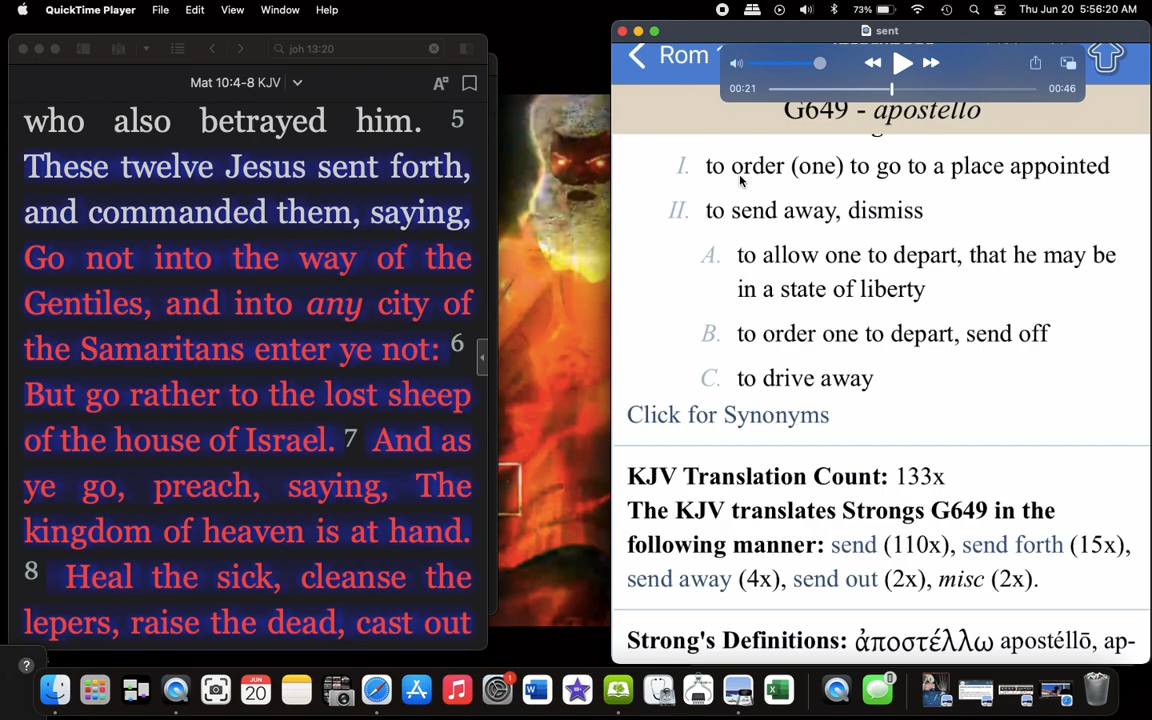 QuickTime Player File Edit View Window Help
73% Thu Jun 20 5:56:20 AM
joh 13:20
Mat 10:4-8 KJV
who also betrayed him. 5
These twelve Jesus sent forth,
and commanded them, saying,
Go not into the way of the
Gentiles, and into any city of
the Samaritans enter ye not: 6
But go rather to the lost sheep
of the house of Israel. 7 And as
ye go, preach, saying, The
kingdom of heaven is at hand.
8 Heal the sick, cleanse the
lepers, raise the dead, cast out
sent
Rom
00:21 00:46
G649 - apostellō
I. to order (one) to go to a place appointed
II. to send away, dismiss
A. to allow one to depart, that he may be
in a state of liberty
B. to order one to depart, send off
C. to drive away
Click for Synonyms
KJV Translation Count: 133x
The KJV translates Strongs G649 in the
following manner: send (110x), send forth (15x),
send away (4x), send out (2x), misc (2x).
Strong's Definitions: ἀποστέλλω apostéllō, ap-
?
JUN
20
1